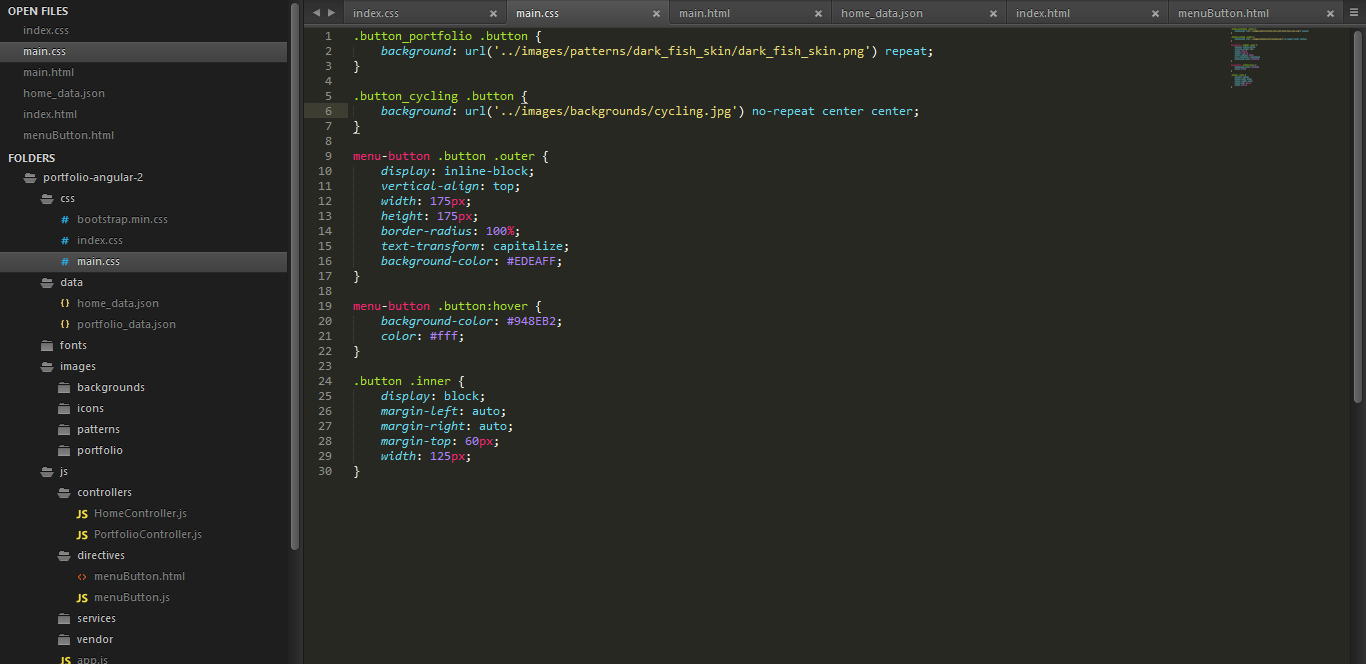 OPEN FILES
index.css
main.css
main.html
home_data.json
index.html
menuButton.html
FOLDERS
portfolio-angular-2
css
# bootstrap.min.css
# index.css
# main.css
data
{} home_data.json
{} portfolio_data.json
fonts
images
backgrounds
icons
patterns
portfolio
js
controllers
JS HomeController.js
JS PortfolioController.js
directives
<> menuButton.html
JS menuButton.js
services
vendor
JS app.js
index.css × main.css × main.html × home_data.json × index.html × menuButton.html ×
1 .button_portfolio .button {
2 background: url('../images/patterns/dark_fish_skin/dark_fish_skin.png') repeat;
3 }
4
5 .button_cycling .button {
6 background: url('../images/backgrounds/cycling.jpg') no-repeat center center;
7 }
8
9 menu-button .button .outer {
10 display: inline-block;
11 vertical-align: top;
12 width: 175px;
13 height: 175px;
14 border-radius: 100%;
15 text-transform: capitalize;
16 background-color: #EDEAFF;
17 }
18
19 menu-button .button:hover {
20 background-color: #948EB2;
21 color: #fff;
22 }
23
24 .button .inner {
25 display: block;
26 margin-left: auto;
27 margin-right: auto;
28 margin-top: 60px;
29 width: 125px;
30 }